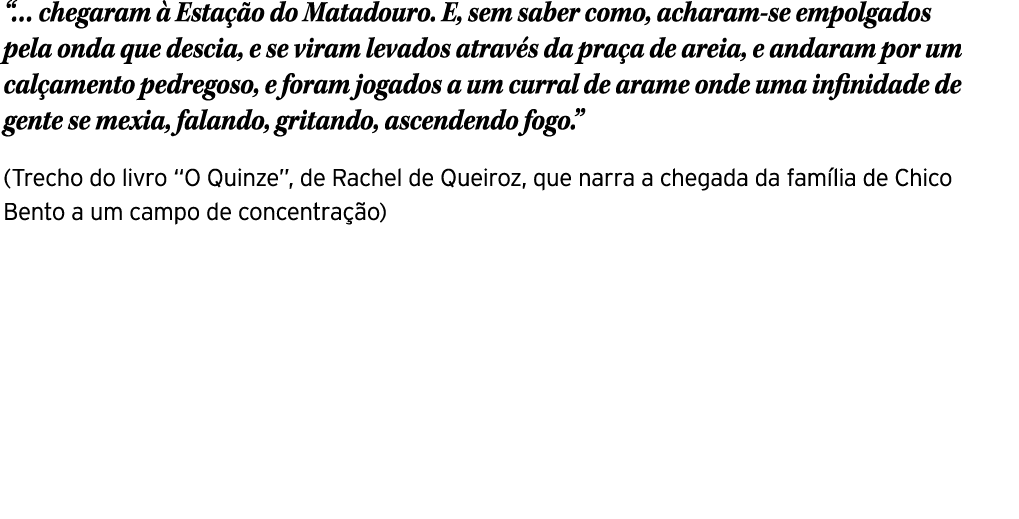 “... chegaram à Estação do Matadouro. E, sem saber como, acharam-se empolgados
pela onda que descia, e se viram levados através da praça de areia, e andaram por um
calçamento pedregoso, e foram jogados a um curral de arame onde uma infinidade de
gente se mexia, falando, gritando, ascendendo fogo.”
(Trecho do livro “O Quinze”, de Rachel de Queiroz, que narra a chegada da família de Chico
Bento a um campo de concentração)